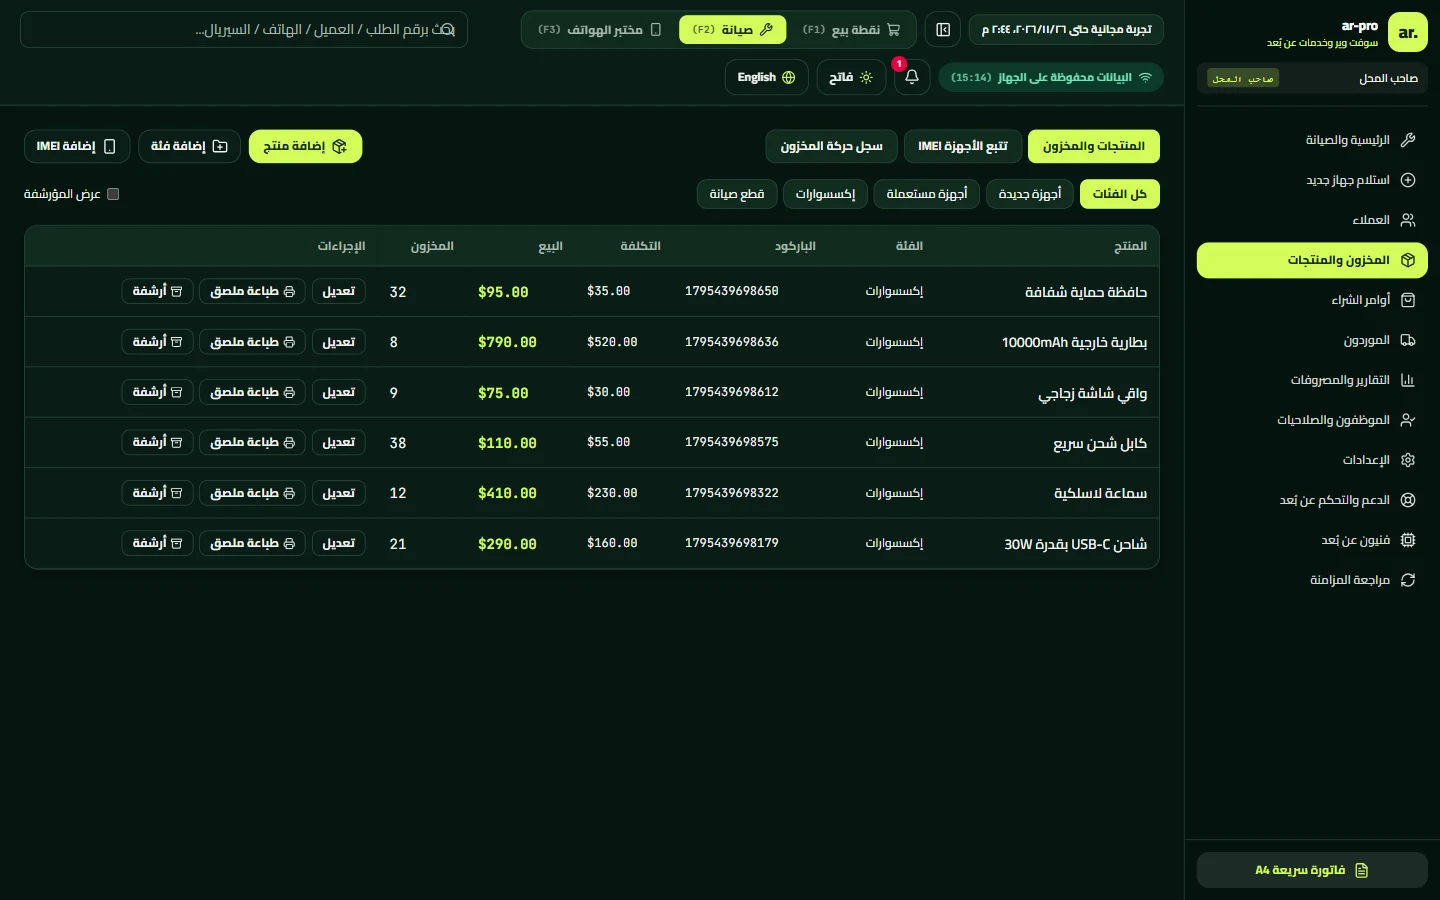 ar.
ar-pro
سوفت وير وخدمات عن بُعد
صاحب المحل
صاحب المحل
الرئيسية والصيانة
استلام جهاز جديد
العملاء
المخزون والمنتجات
أوامر الشراء
الموردون
التقارير والمصروفات
الموظفون والصلاحيات
الإعدادات
الدعم والتحكم عن بُعد
فنيون عن بُعد
مراجعة المزامنة
فاتورة سريعة A4
تجربة مجانية حتى ٢٠٢٦/١١/٢٦، ٢:٤٤ م
نقطة بيع (F1)
صيانة (F2)
مختبر الهواتف (F3)
برقم الطلب / العميل / الهاتف / السيريال...
البيانات محفوظة على الجهاز (15:14)
1
فاتح
English
المنتجات والمخزون
تتبع الأجهزة IMEI
سجل حركة المخزون
إضافة منتج
إضافة فئة
إضافة IMEI
كل الفئات
أجهزة جديدة
أجهزة مستعملة
إكسسوارات
قطع صيانة
عرض المؤرشفة
المنتج الفئة الباركود التكلفة البيع المخزون الإجراءات
حافظة حماية شفافة إكسسوارات 1795439698650 $35.00 $95.00 32 تعديل طباعة ملصق أرشفة
بطارية خارجية 10000mAh إكسسوارات 1795439698636 $520.00 $790.00 8 تعديل طباعة ملصق أرشفة
واقي شاشة زجاجي إكسسوارات 1795439698612 $30.00 $75.00 9 تعديل طباعة ملصق أرشفة
كابل شحن سريع إكسسوارات 1795439698575 $55.00 $110.00 38 تعديل طباعة ملصق أرشفة
سماعة لاسلكية إكسسوارات 1795439698322 $230.00 $410.00 12 تعديل طباعة ملصق أرشفة
شاحن USB-C بقدرة 30W إكسسوارات 1795439698179 $160.00 $290.00 21 تعديل طباعة ملصق أرشفة